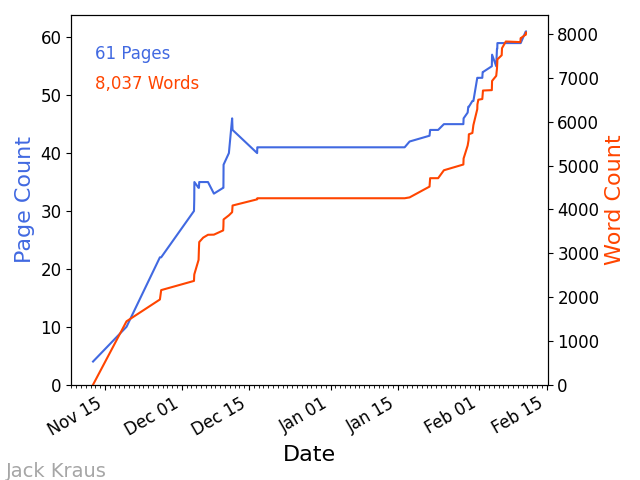 61 Pages
8,037 Words
Page Count
60
50
40
30
20
10
0
Word Count
8000
7000
6000
5000
4000
3000
2000
1000
0
Nov 15
Dec 01
Dec 15
Jan 01
Jan 15
Feb 01
Feb 15
Date
Jack Kraus